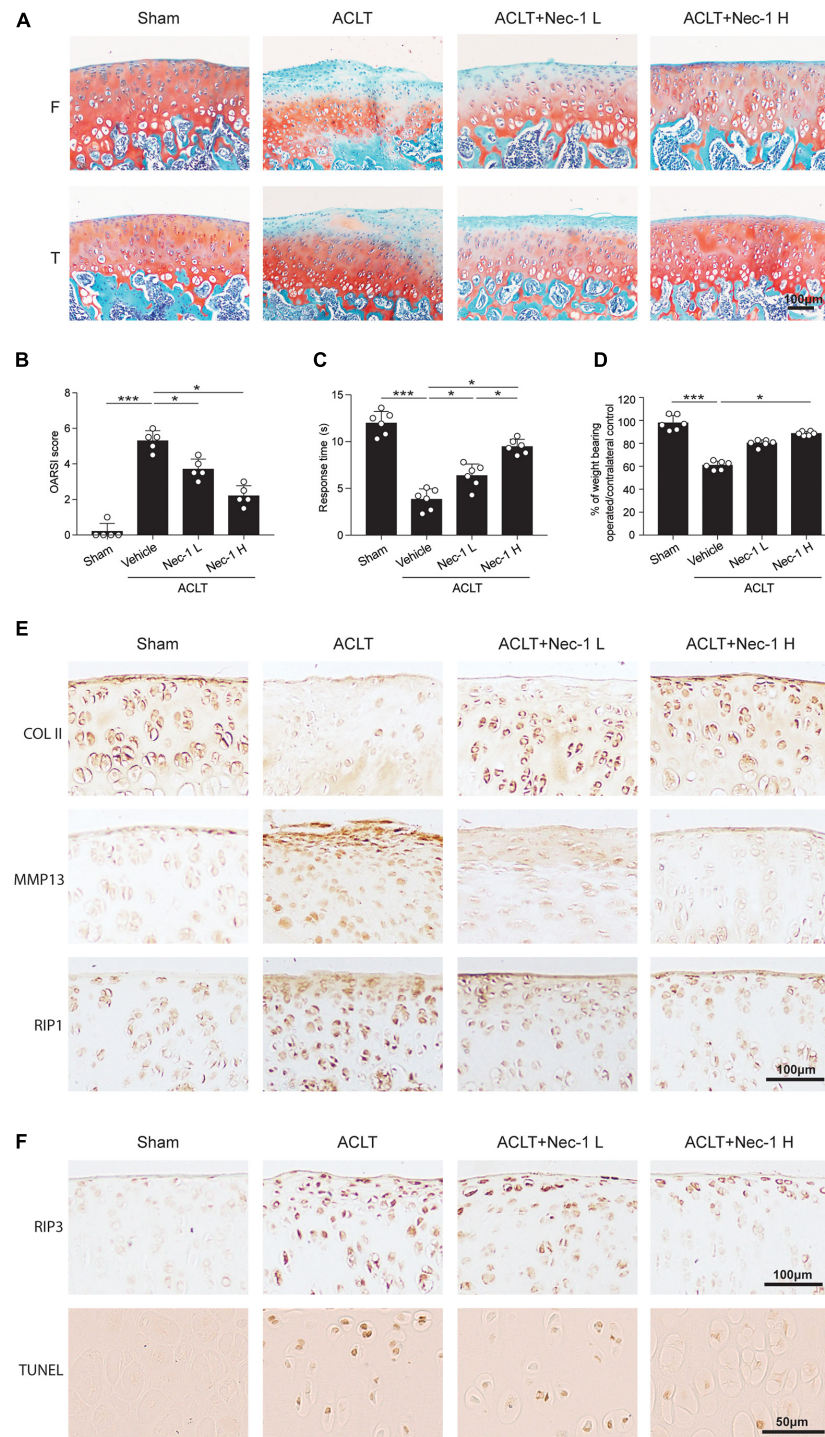 A
Sham ACLT ACLT+Nec-1 L ACLT+Nec-1 H
F
T
100μm
B
OARSI score
8
6
4
2
0
*** * *
Sham Vehicle Nec-1 L Nec-1 H
ACLT
C
Response time (s)
15
10
5
0
*** * * *
Sham Vehicle Nec-1 L Nec-1 H
ACLT
D
% of weight bearing
operated/contralateral control
120
100
80
60
40
20
0
*** *
Sham Vehicle Nec-1 L Nec-1 H
ACLT
E
Sham ACLT ACLT+Nec-1 L ACLT+Nec-1 H
COL II
MMP13
RIP1
100μm
F
Sham ACLT ACLT+Nec-1 L ACLT+Nec-1 H
RIP3
100μm
TUNEL
50μm